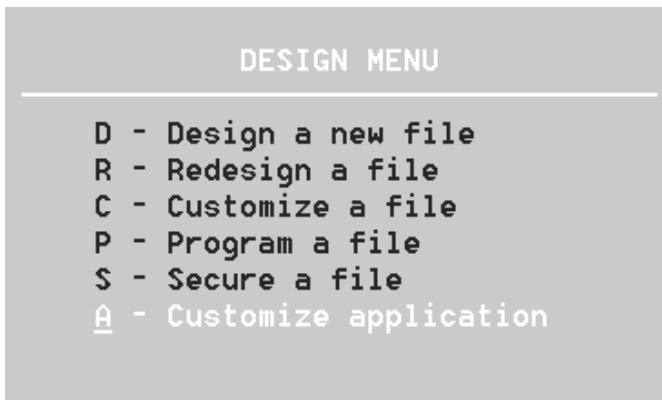 DESIGN MENU
D - Design a new file
R - Redesign a file
C - Customize a file
P - Program a file
S - Secure a file
A - Customize application